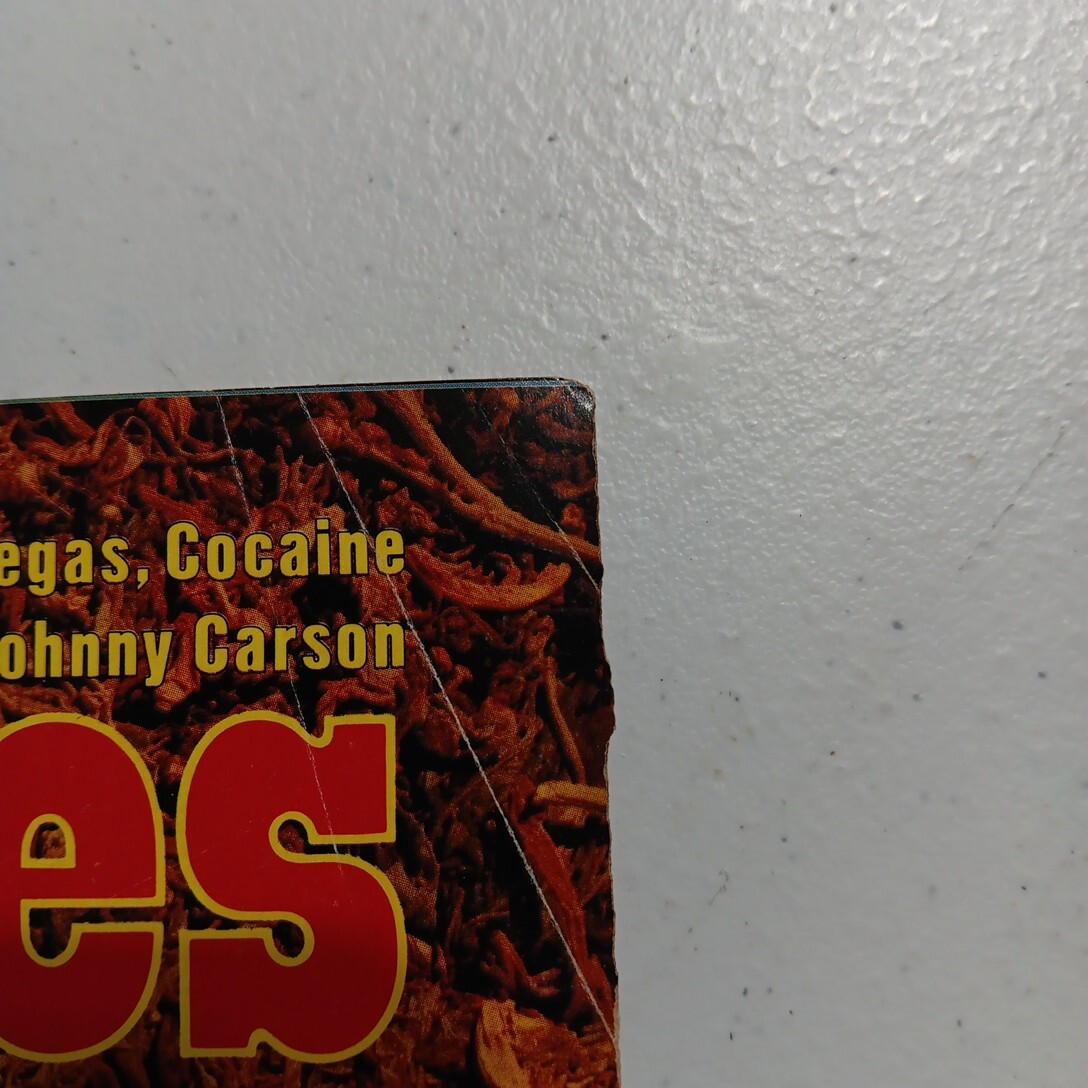 egas, Cocaine
ohnny Carson
es